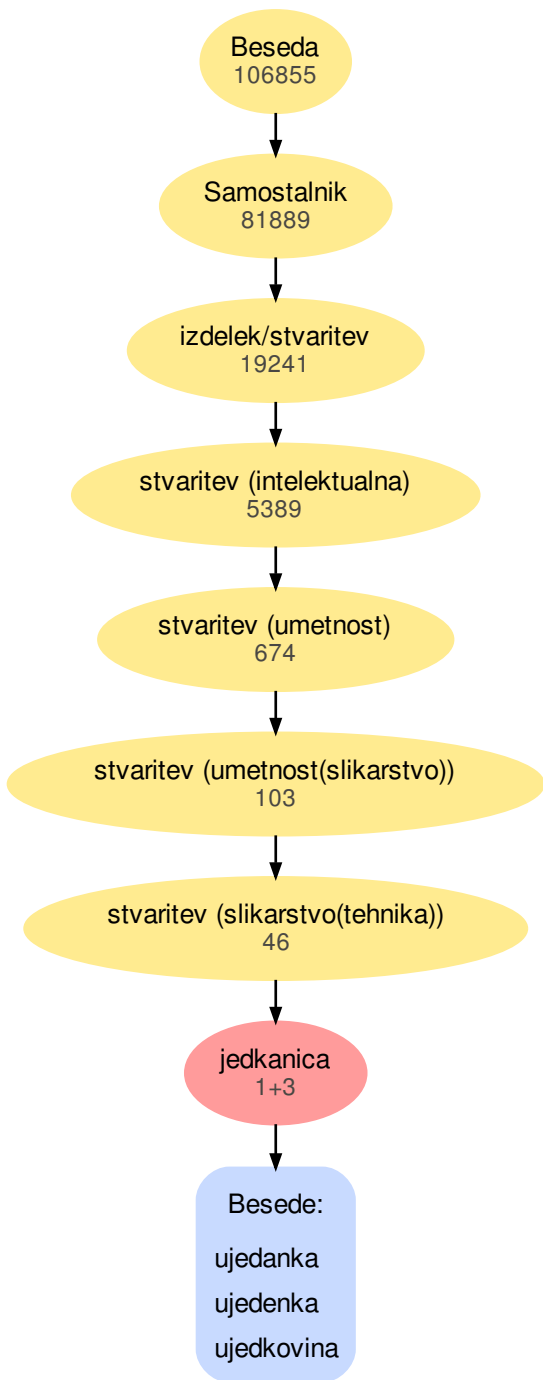 Beseda
106855
Samostalnik
81889
izdelek/stvaritev
19241
stvaritev (intelektualna)
5389
stvaritev (umetnost)
674
stvaritev (umetnost(slikarstvo))
103
stvaritev (slikarstvo(tehnika))
46
jedkanica
1+3
Besede:
ujedanka
ujedenka
ujedkovina